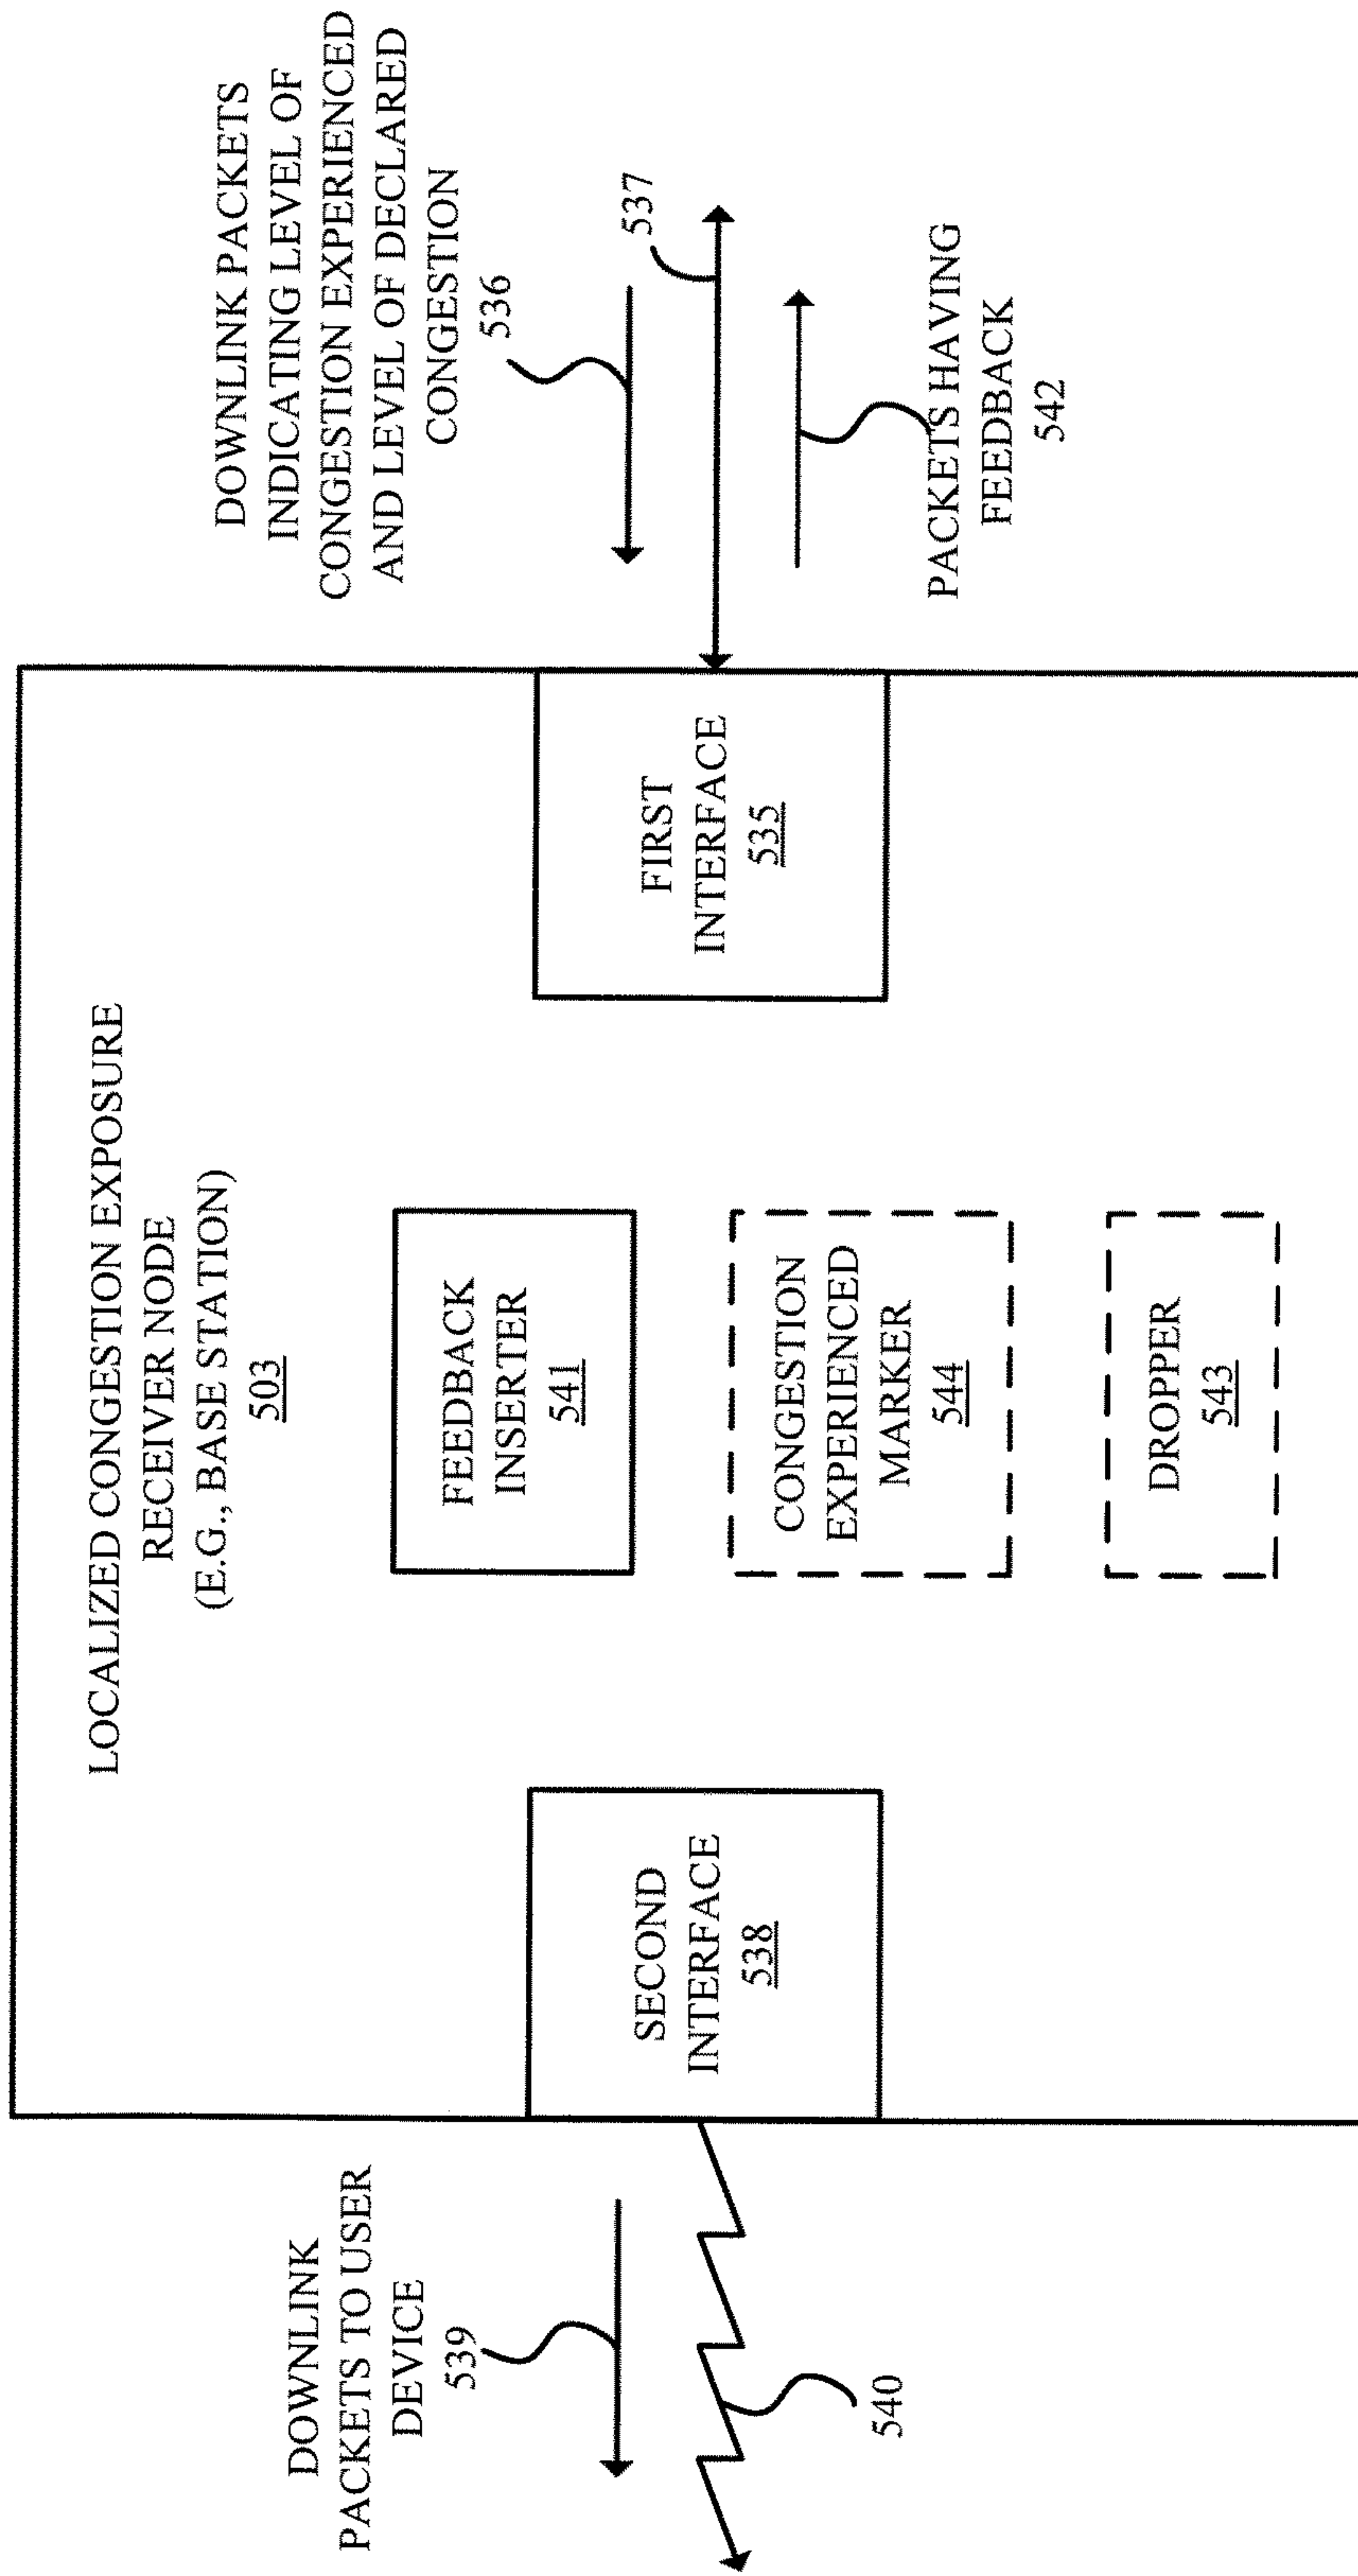 LOCALIZED CONGESTION EXPOSURE
RECEIVER NODE
(E.G., BASE STATION)
503
DOWNLINK
PACKETS TO USER
DEVICE
539
540
SECOND
INTERFACE
538
FEEDBACK
INSERTER
541
CONGESTION
EXPERIENCED
MARKER
544
DROPPER
543
FIRST
INTERFACE
535
DOWNLINK PACKETS
INDICATING LEVEL OF
CONGESTION EXPERIENCED
AND LEVEL OF DECLARED
CONGESTION
536
537
PACKETS HAVING
FEEDBACK
542